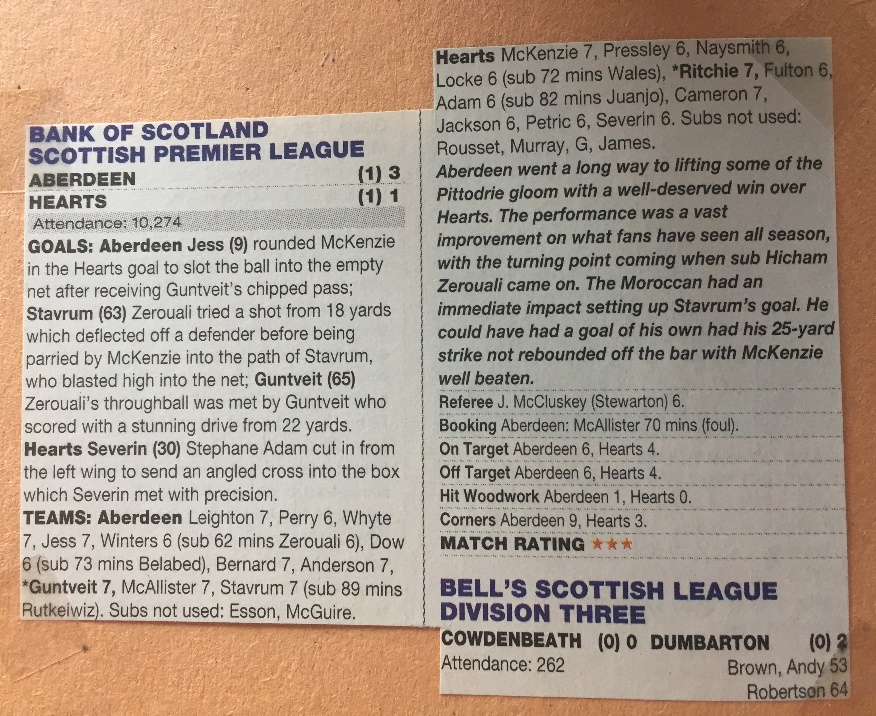 BANK OF SCOTLAND
SCOTTISH PREMIER LEAGUE
ABERDEEN (1) 3
HEARTS (1) 1
Attendance: 10,274
GOALS: Aberdeen Jess (9) rounded McKenzie
in the Hearts goal to slot the ball into the empty
net after receiving Guntveit's chipped pass;
Stavrum (63) Zerouali tried a shot from 18 yards
which deflected off a defender before being
parried by McKenzie into the path of Stavrum,
who blasted high into the net; Guntveit (65)
Zerouali's throughball was met by Guntveit who
scored with a stunning drive from 22 yards.
Hearts Severin (30) Stephane Adam cut in from
the left wing to send an angled cross into the box
which Severin met with precision.
TEAMS: Aberdeen Leighton 7, Perry 6, Whyte
7, Jess 7, Winters 6 (sub 62 mins Zerouali 6), Dow
6 (sub 73 mins Belabed), Bernard 7, Anderson 7,
*Guntveit 7, McAllister 7, Stavrum 7 (sub 89 mins
Rutkeiwiz). Subs not used: Esson, McGuire.
Hearts McKenzie 7, Pressley 6, Naysmith 6,
Locke 6 (sub 72 mins Wales), *Ritchie 7, Fulton 6,
Adam 6 (sub 82 mins Juanjo), Cameron 7,
Jackson 6, Petric 6, Severin 6. Subs not used:
Rousset, Murray, G, James.
Aberdeen went a long way to lifting some of the
Pittodrie gloom with a well-deserved win over
Hearts. The performance was a vast
improvement on what fans have seen all season,
with the turning point coming when sub Hicham
Zerouali came on. The Moroccan had an
immediate impact setting up Stavrum's goal. He
could have had a goal of his own had his 25-yard
strike not rebounded off the bar with McKenzie
well beaten.
Referee J. McCluskey (Stewarton) 6.
Booking Aberdeen: McAllister 70 mins (foul).
On Target Aberdeen 6, Hearts 4.
Off Target Aberdeen 6, Hearts 4.
Hit Woodwork Aberdeen 1, Hearts 0.
Corners Aberdeen 9, Hearts 3.
MATCH RATING ★★★
BELL'S SCOTTISH LEAGUE
DIVISION THREE
COWDENBEATH (0) 0 DUMBARTON (0) 2
Attendance: 262 Brown, Andy 53
Robertson 64